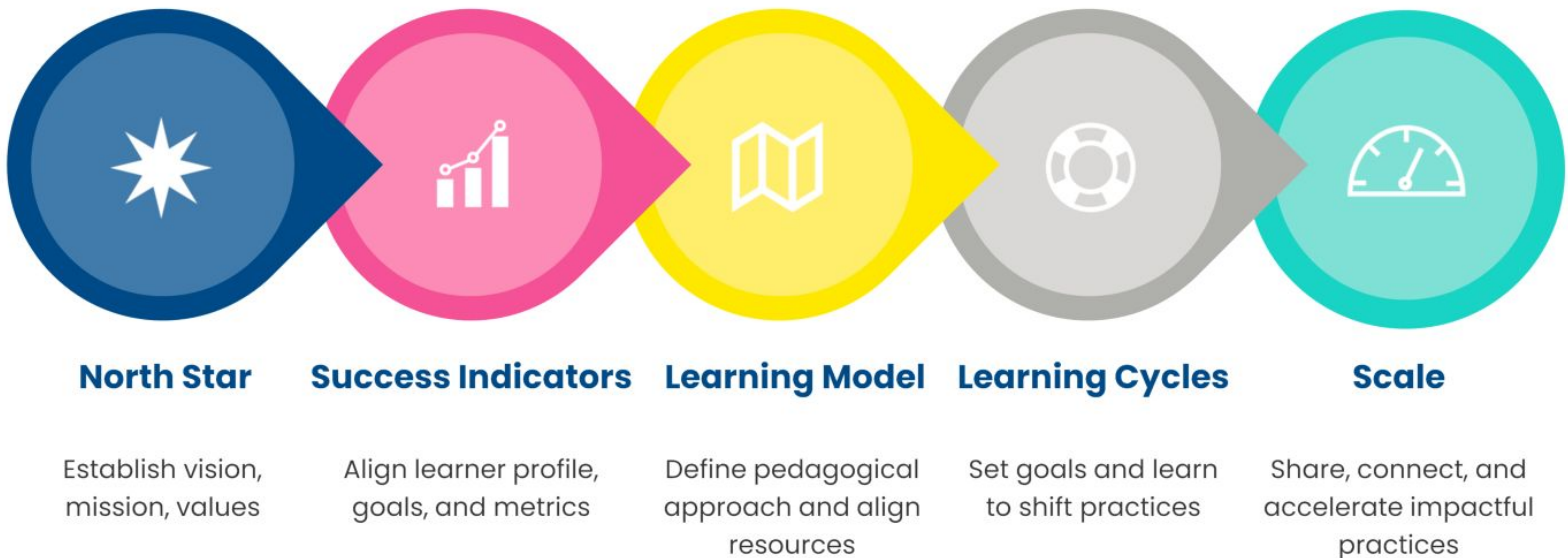 North Star
Establish vision,
mission, values
Success Indicators
Align learner profile,
goals, and metrics
Learning Model
Define pedagogical
approach and align
resources
Learning Cycles
Set goals and learn
to shift practices
Scale
Share, connect, and
accelerate impactful
practices